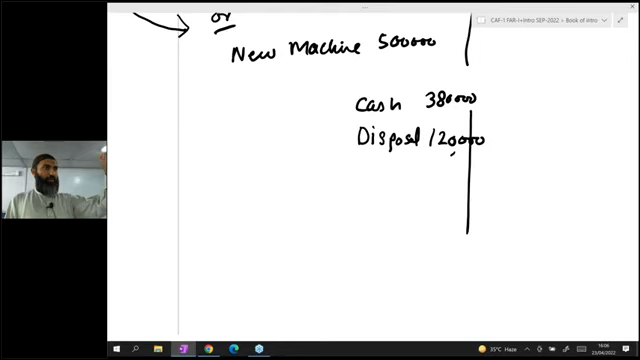 CAF-1 FAR-I+Intro SEP-2022 > Book of intro
or
New Machine 500000
Cash 380000
Disposal 120000
35°C Haze
16:06
23/04/2022